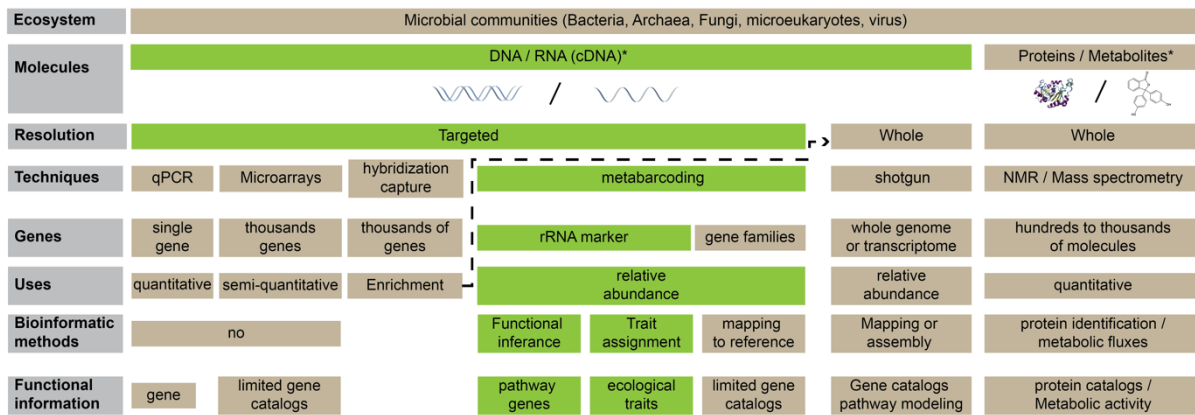 Ecosystem
Microbial communities (Bacteria, Archaea, Fungi, microeukaryotes, virus)
Molecules
DNA / RNA (cDNA)*
Proteins / Metabolites*
/
/
Resolution
Targeted
Whole
Whole
Techniques
qPCR
Microarrays
hybridization
capture
metabarcoding
shotgun
NMR / Mass spectrometry
Genes
single
gene
thousands
genes
thousands of
genes
rRNA marker
gene families
whole genome
or transcriptome
hundreds to thousands
of molecules
Uses
quantitative
semi-quantitative
Enrichment
relative
abundance
relative
abundance
quantitative
Bioinformatic
methods
no
Functional
inferance
Trait
assignment
mapping
to reference
Mapping or
assembly
protein identification /
metabolic fluxes
Functional
information
gene
limited gene
catalogs
pathway
genes
ecological
traits
limited gene
catalogs
Gene catalogs
pathway modeling
protein catalogs /
Metabolic activity